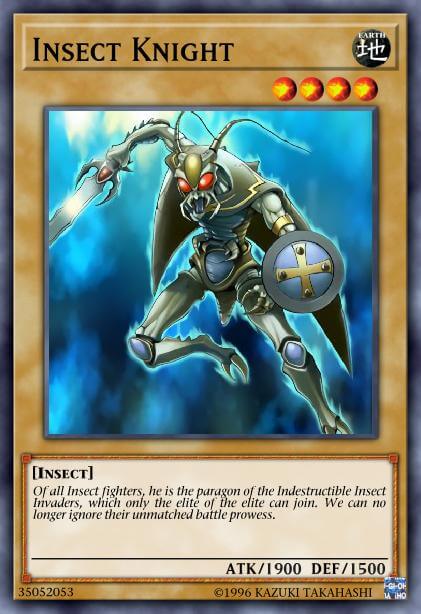 INSECT KNIGHT
EARTH
地
[INSECT]
Of all Insect fighters, he is the paragon of the Indestructible Insect
Invaders, which only the elite of the elite can join. We can no
longer ignore their unmatched battle prowess.
ATK/1900 DEF/1500
35052053
©1996 KAZUKI TAKAHASHI